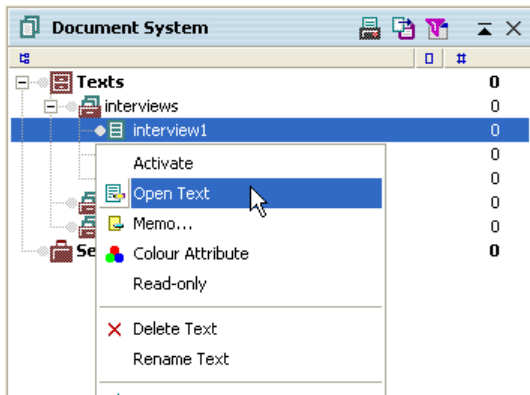 Document System
#
Texts 0
interviews 0
interview1 0
Activate 0
Open Text 0
Memo... 0
Colour Attribute 0
Se 0
Read-only
Delete Text
Rename Text